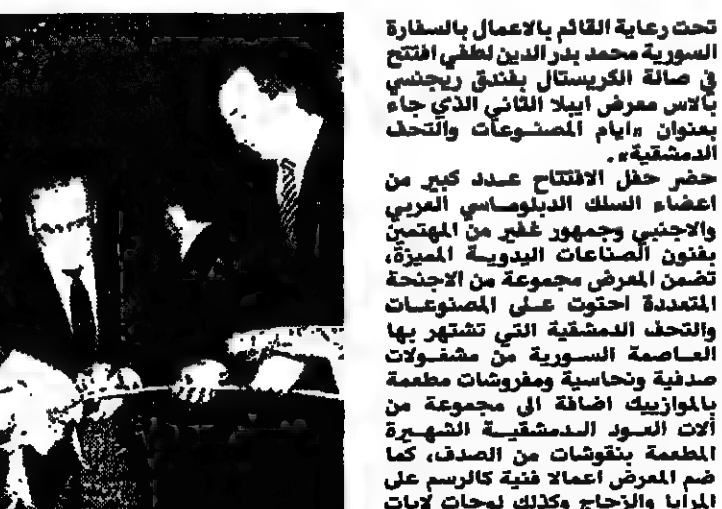 تحت رعاية القائم بالاعمال بالسفارة
السورية محمد بدر الدين لطفي افتتح
في صالة الكريستال بفندق ريجنسي
بالاس معرض ايبلا الثاني الذي جاء
بعنوان «ايام المصنوعات والتحف
الدمشقية».
حضر حفل الافتتاح عدد كبير من
اعضاء السلك الدبلوماسي العربي
والاجنبي وجمهور غفير من المهتمين
بفنون الصناعات اليدوية المميزة،
تضمن المعرض مجموعة من الاجنحة
المتعددة احتوت على المصنوعات
والتحف الدمشقية التي تشتهر بها
العاصمة السورية من مشغولات
صدفية ونحاسية ومفروشات مطعمة
بالموازييك اضافة الى مجموعة من
آلات العود الدمشقية الشهيرة
المطعمة بنقوشات من الصدف، كما
ضم المعرض اعمالا فنية كالرسم على
المرايا والزجاج وكذلك لوحات لايات